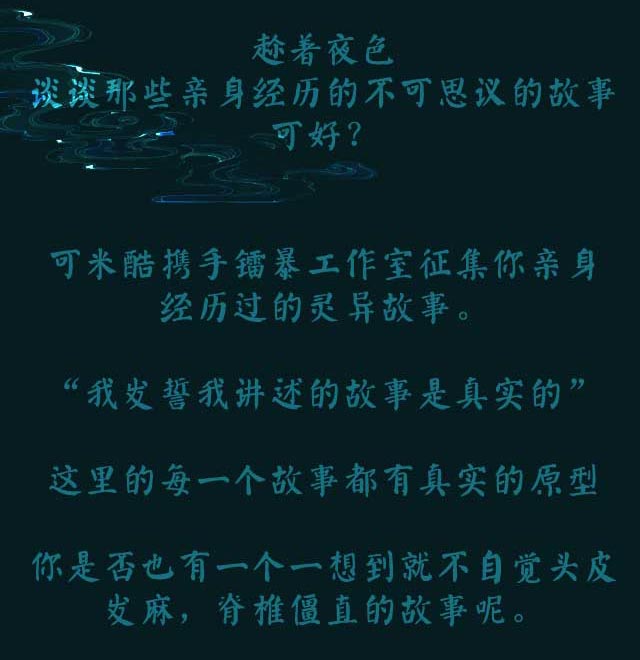 趁着夜色
谈谈那些亲身经历的不可思议的故事
可好?
可米酷携手镭暴工作室征集你亲身
经历过的灵异故事。
“我发誓我讲述的故事是真实的”
这里的每一个故事都有真实的原型
你是否也有一个一想到就不自觉头皮
发麻，脊椎僵直的故事呢。